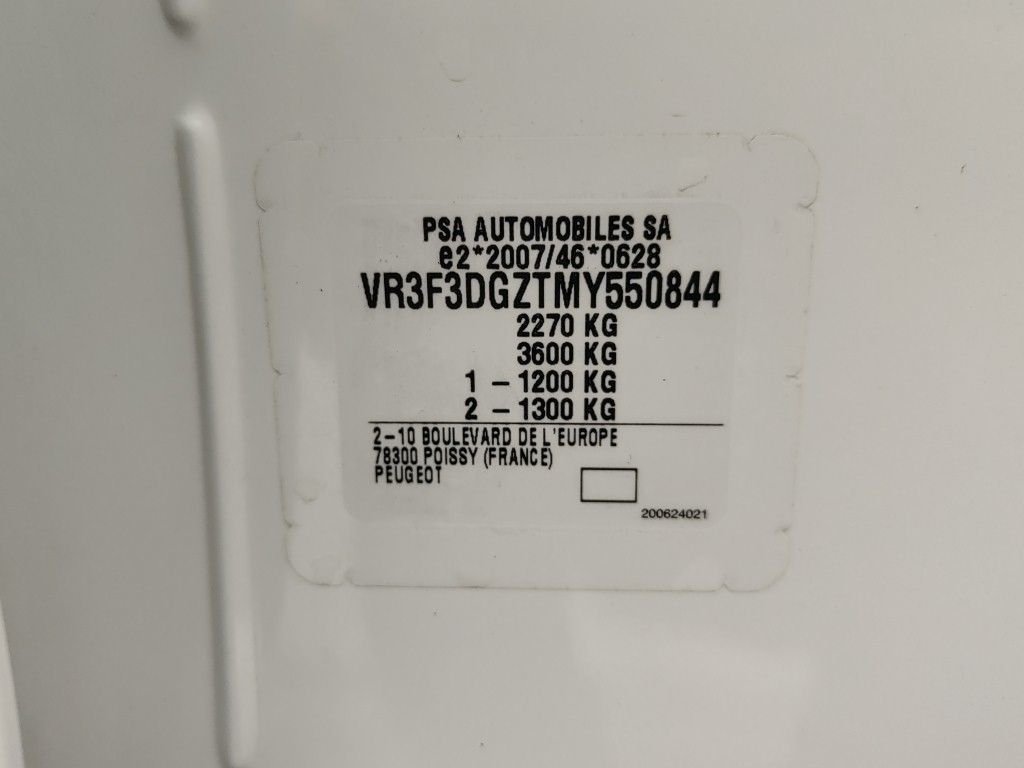 PSA AUTOMOBILES SA
e2*2007/46*0628
VR3F3DGZTMY550844
2270 KG
3600 KG
1 - 1200 KG
2 - 1300 KG
2-10 BOULEVARD DE L'EUROPE
78300 POISSY (FRANCE)
PEUGEOT
200624021